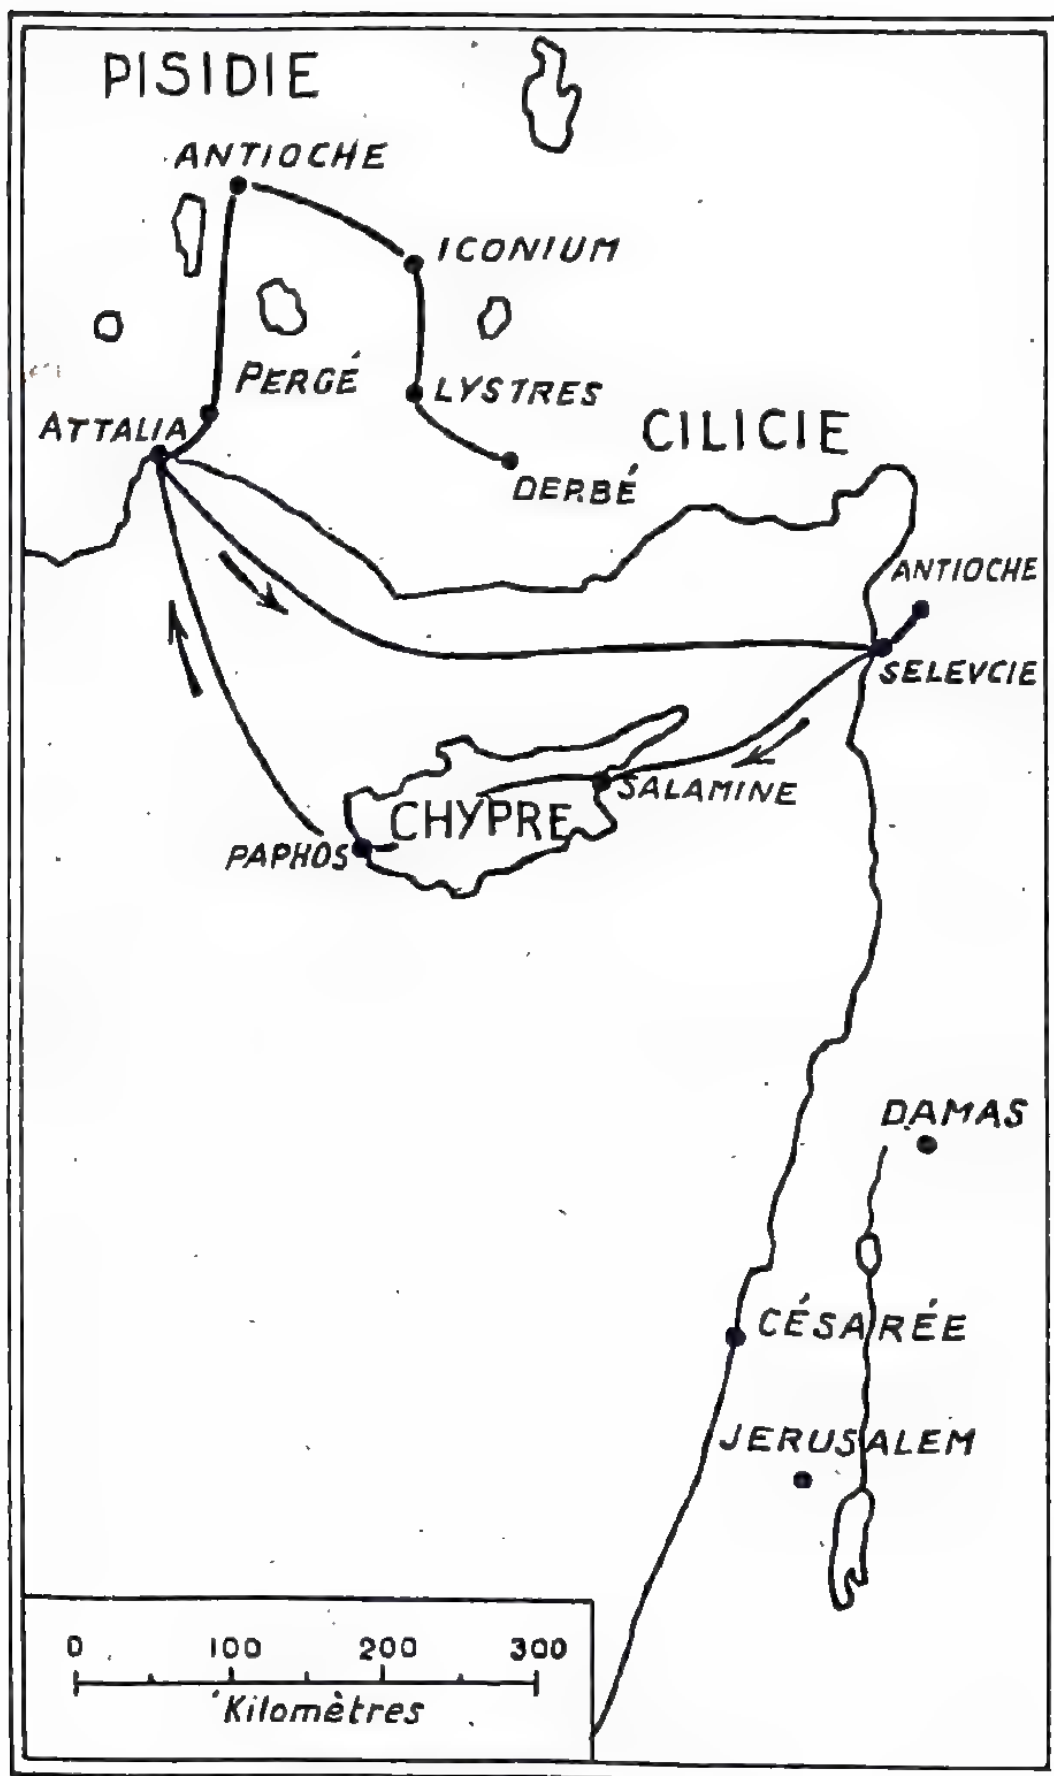 PISIDIE
ANTIOCHE
ICONIUM
PERGÉ
LYSTRES
ATTALIA
CILICIE
DERBÉ
ANTIOCHE
SELEVCIE
SALAMINE
CHYPRE
PAPHOS
DAMAS
CÉSARÉE
JERUSALEM
0 100 200 300
Kilomètres